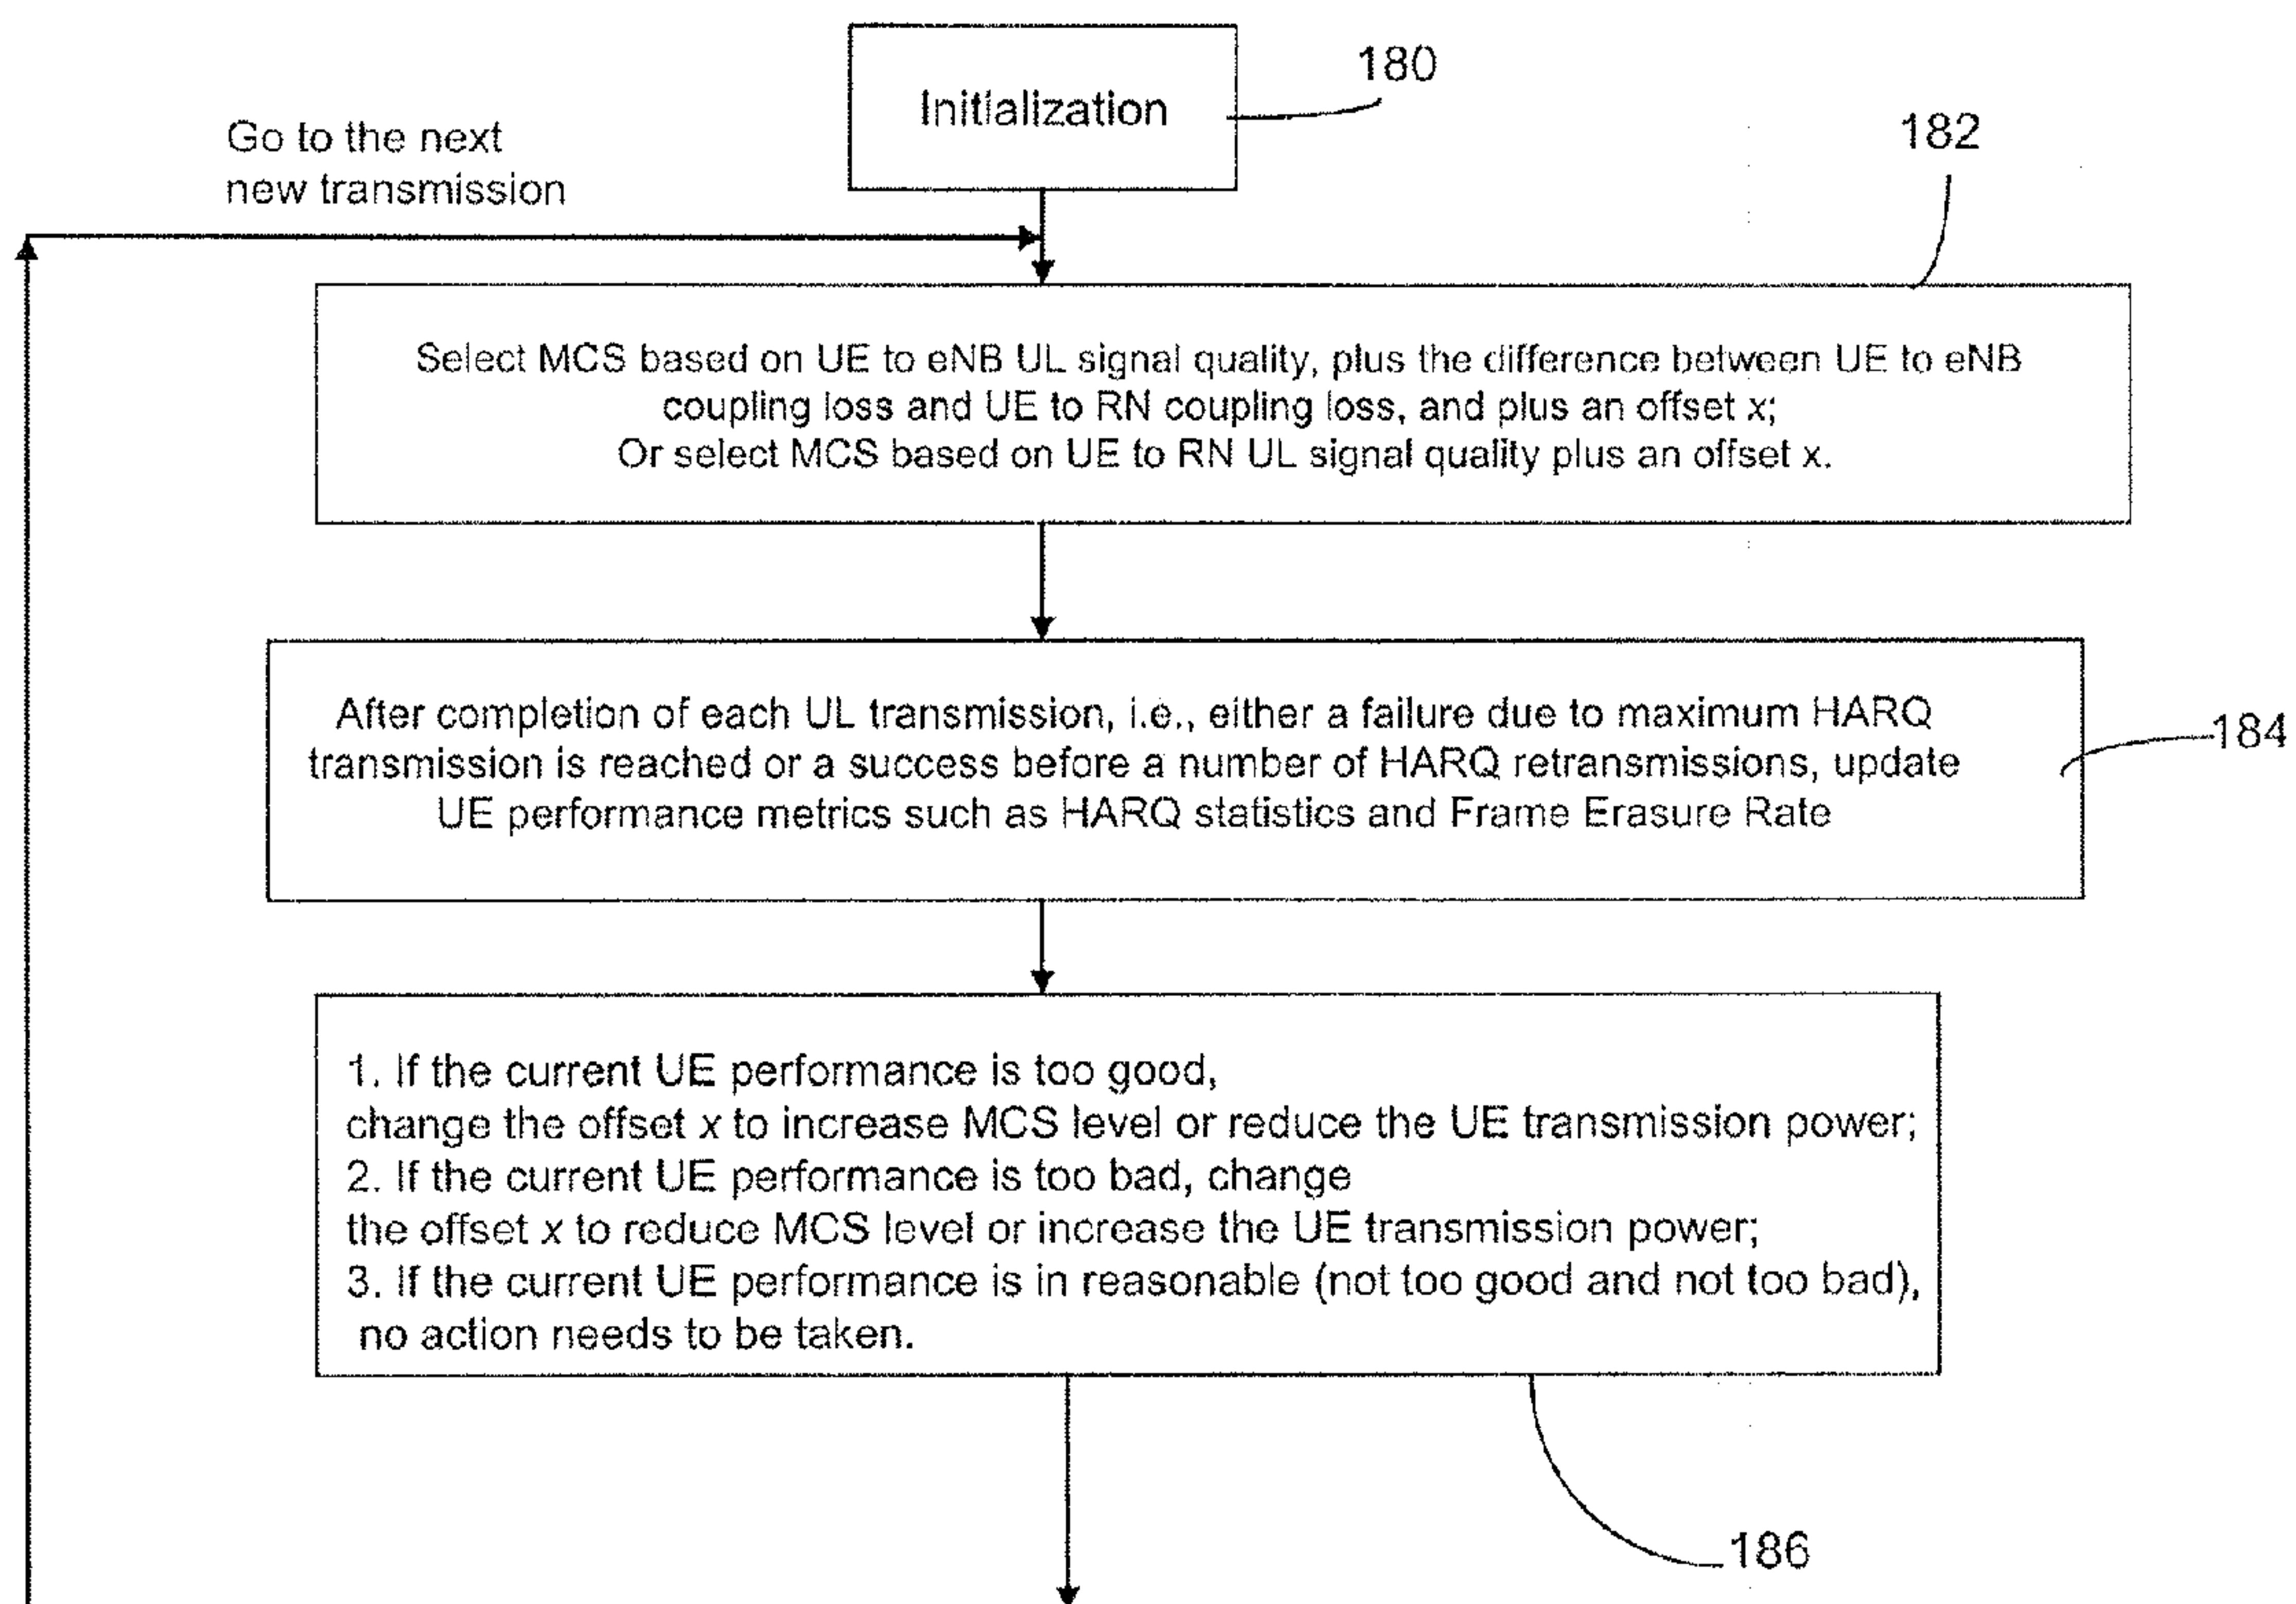 Initialization
180
Go to the next
new transmission
182
Select MCS based on UE to eNB UL signal quality, plus the difference between UE to eNB
coupling loss and UE to RN coupling loss, and plus an offset x;
Or select MCS based on UE to RN UL signal quality plus an offset x.
After completion of each UL transmission, i.e., either a failure due to maximum HARQ
transmission is reached or a success before a number of HARQ retransmissions, update
UE performance metrics such as HARQ statistics and Frame Erasure Rate
184
1. If the current UE performance is too good,
change the offset x to increase MCS level or reduce the UE transmission power;
2. If the current UE performance is too bad, change
the offset x to reduce MCS level or increase the UE transmission power;
3. If the current UE performance is in reasonable (not too good and not too bad),
no action needs to be taken.
186